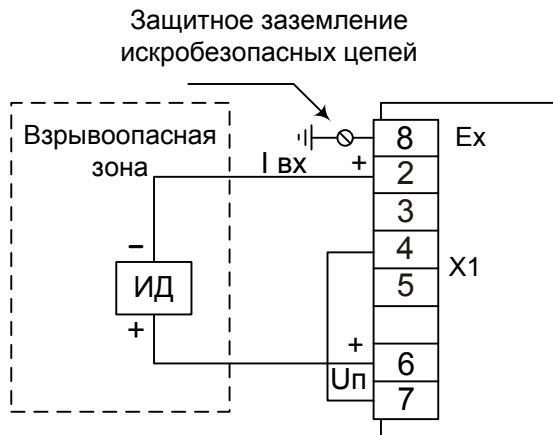 Защитное заземление
искробезопасных цепей
Взрывоопасная
зона
I вх
+
8
Ex
2
3
4
X1
5
–
ИД
+
+
6
Uп
7